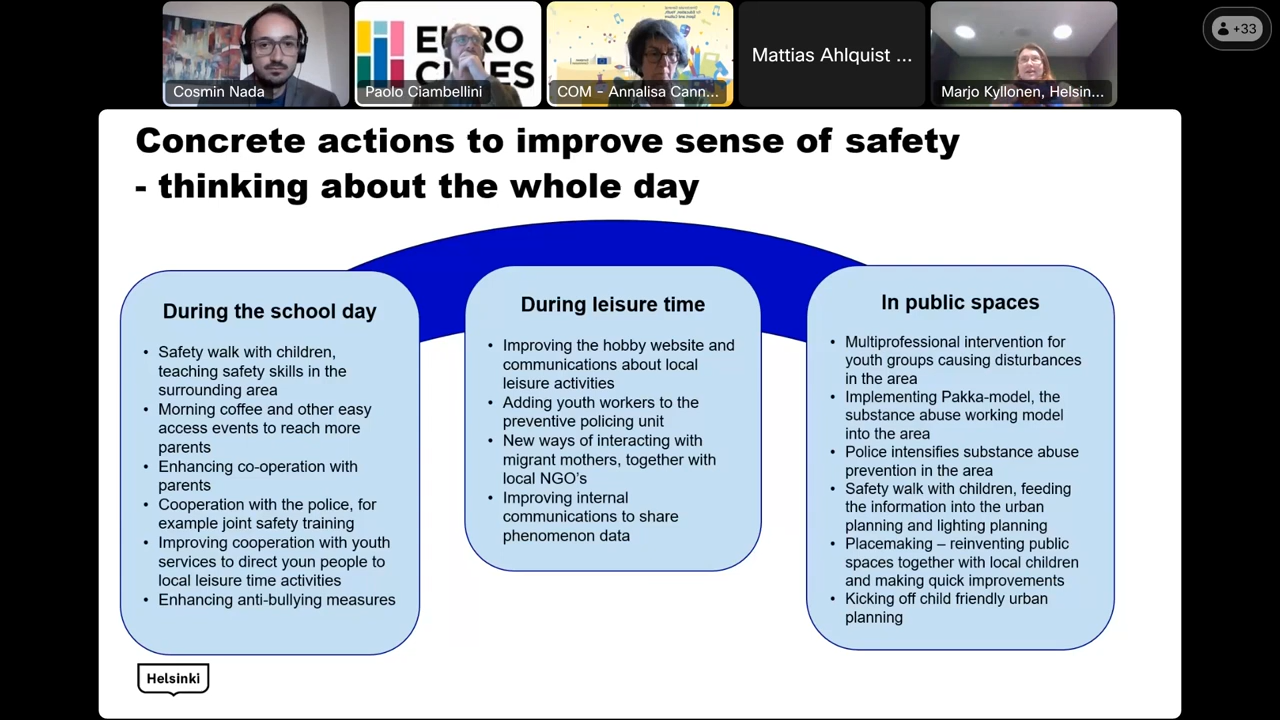 +33
EURO
CITIES
Cosmin Nada
Paolo Ciambellini
COM - Annalisa Cann...
Mattias Ahlquist ...
Marjo Kyllonen, Helsin...
Concrete actions to improve sense of safety
- thinking about the whole day
During the school day
• Safety walk with children,
teaching safety skills in the
surrounding area
• Morning coffee and other easy
access events to reach more
parents
• Enhancing co-operation with
parents
• Cooperation with the police, for
example joint safety training
• Improving cooperation with youth
services to direct youn people to
local leisure time activities
• Enhancing anti-bullying measures
During leisure time
• Improving the hobby website and
communications about local
leisure activities
• Adding youth workers to the
preventive policing unit
• New ways of interacting with
migrant mothers, together with
local NGO's
• Improving internal
communications to share
phenomenon data
In public spaces
• Multiprofessional intervention for
youth groups causing disturbances
in the area
• Implementing Pakka-model, the
substance abuse working model
into the area
• Police intensifies substance abuse
prevention in the area
• Safety walk with children, feeding
the information into the urban
planning and lighting planning
• Placemaking – reinventing public
spaces together with local children
and making quick improvements
• Kicking off child friendly urban
planning
Helsinki